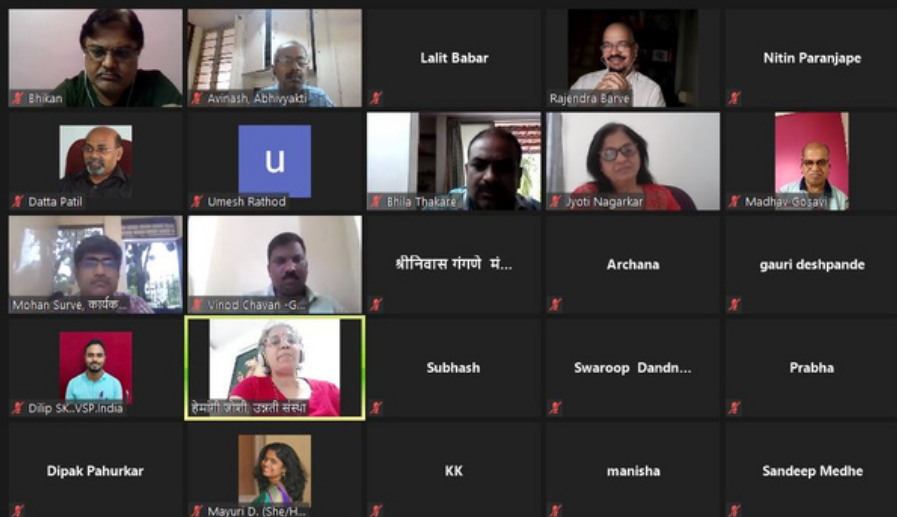 Bhikan
Avinash, Abhivyakti
Lalit Babar
Rajendra Barve
Nitin Paranjape
Datta Patil
u
Umesh Rathod
Bhila Thakare
Jyoti Nagarkar
Madhav Gosavi
Mohan Surve, कार्यक...
Vinod Chavan -G...
श्रीनिवास गंगणे मं...
Archana
gauri deshpande
Dilip SK..VSP.India
हेमांगी जोशी, उन्नती संस्था
Subhash
Swaroop Dandn...
Prabha
Dipak Pahurkar
Mayuri D. (She/H...
KK
manisha
Sandeep Medhe